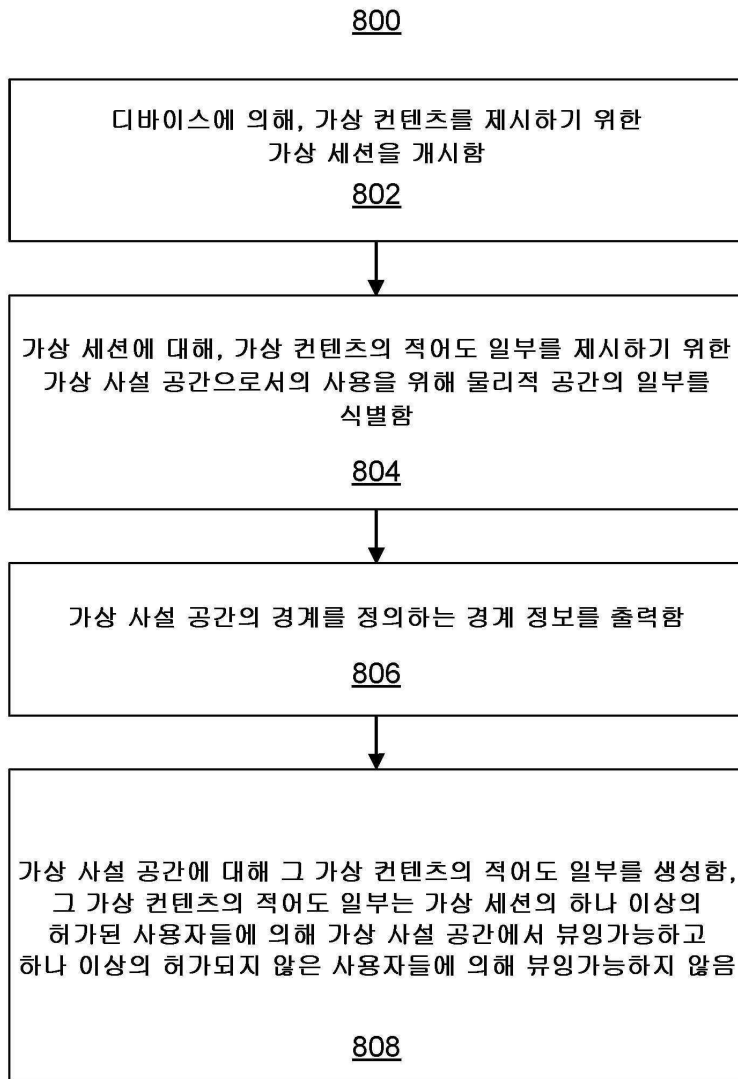 800
디바이스에 의해, 가상 컨텐츠를 제시하기 위한
가상 세션을 개시함
802
가상 세션에 대해, 가상 컨텐츠의 적어도 일부를 제시하기 위한
가상 사설 공간으로서의 사용을 위해 물리적 공간의 일부를
식별함
804
가상 사설 공간의 경계를 정의하는 경계 정보를 출력함
806
가상 사설 공간에 대해 그 가상 컨텐츠의 적어도 일부를 생성함,
그 가상 컨텐츠의 적어도 일부는 가상 세션의 하나 이상의
허가된 사용자들에 의해 가상 사설 공간에서 뷰잉가능하고
하나 이상의 허가되지 않은 사용자들에 의해 뷰잉가능하지 않음
808